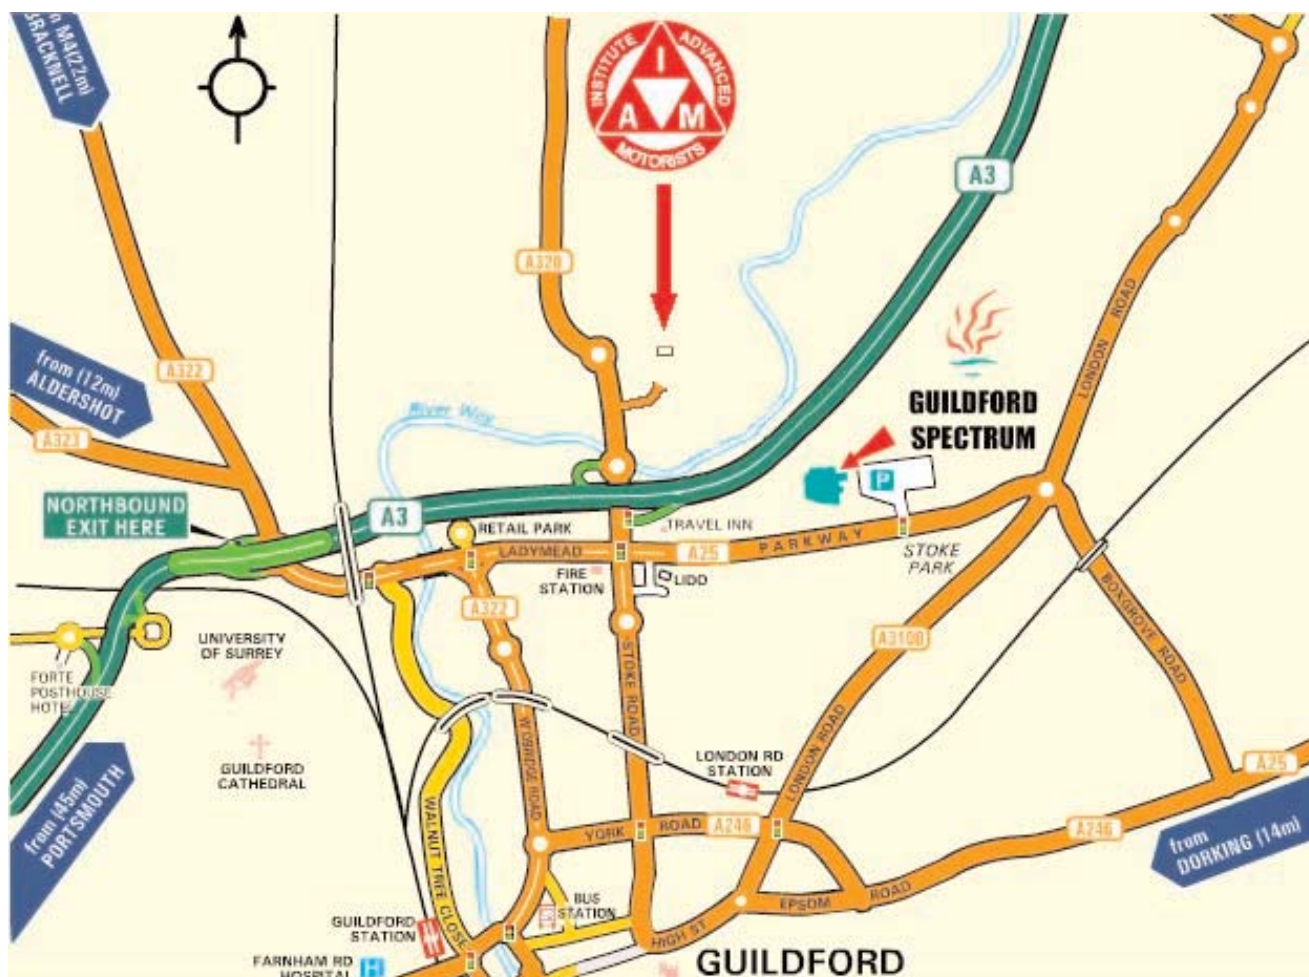 m M4(22m)
BRACKNELL
INSTITUTE
ADVANCED
MOTORISTS
I
A M
A3
A320
LONDON ROAD
A322
from (12m)
ALDERSHOT
A323
River Wey
GUILDFORD
SPECTRUM
P
NORTHBOUND
EXIT HERE
A3
RETAIL PARK
TRAVEL INN
LADYMEAD
A25
PARKWAY
STOKE
PARK
FIRE
STATION
LIDO
A322
BOXGROVE ROAD
UNIVERSITY
OF SURREY
A3100
STOKE ROAD
FORTE
POSTHOUSE
HOTEL
GUILDFORD
CATHEDRAL
WOBRIDGE ROAD
LONDON RD
STATION
LONDON ROAD
A25
from (45m)
PORTSMOUTH
WALNUT TREE CLOSE
YORK ROAD
A246
A246
from
DORKING (14m)
EPSOM ROAD
BUS
STATION
GUILDFORD
STATION
HIGH ST
FARNHAM RD
HOSPITAL
H
GUILDFORD